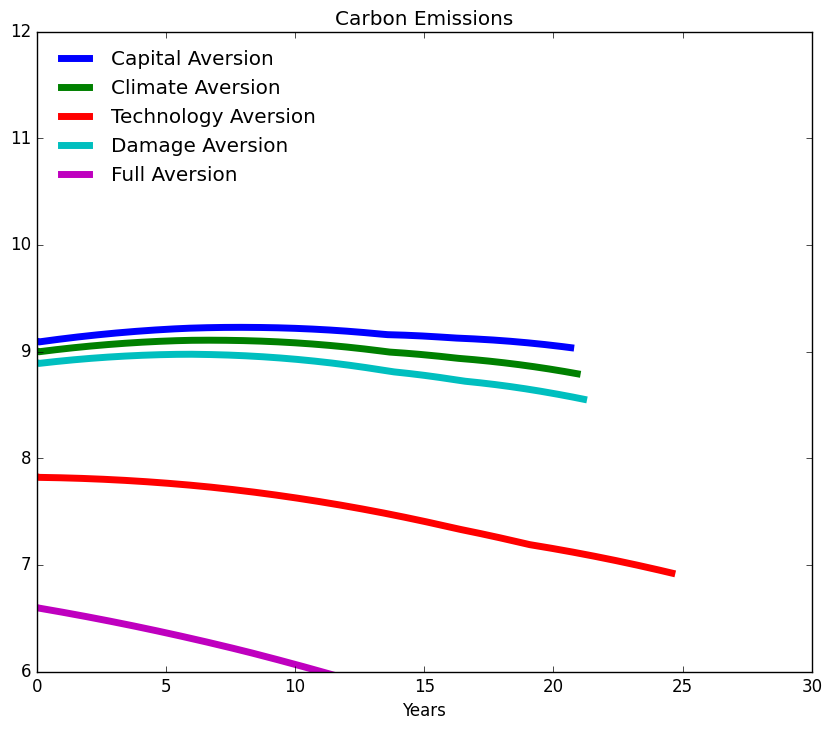 Carbon Emissions
12
11
10
9
8
7
6
Capital Aversion
Climate Aversion
Technology Aversion
Damage Aversion
Full Aversion
0 5 10 15 20 25 30
Years